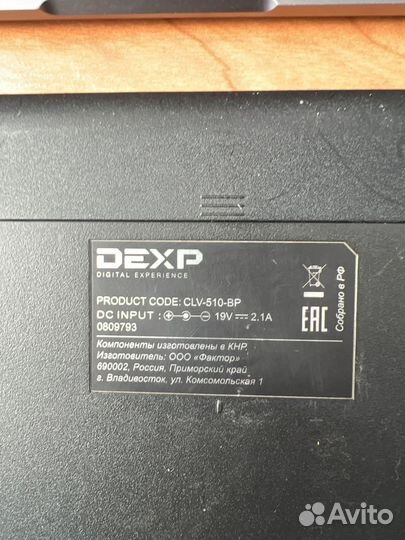 DEXP
DIGITAL EXPERIENCE
PRODUCT CODE: CLV-510-BP
DC INPUT : 19V 2.1A
0809793
Компоненты изготовлены в КНР.
Изготовитель: ООО «Фактор»
690002, Россия, Приморский край
г. Владивосток, ул. Комсомольская 1
EAC
Собрано в РФ
Avito